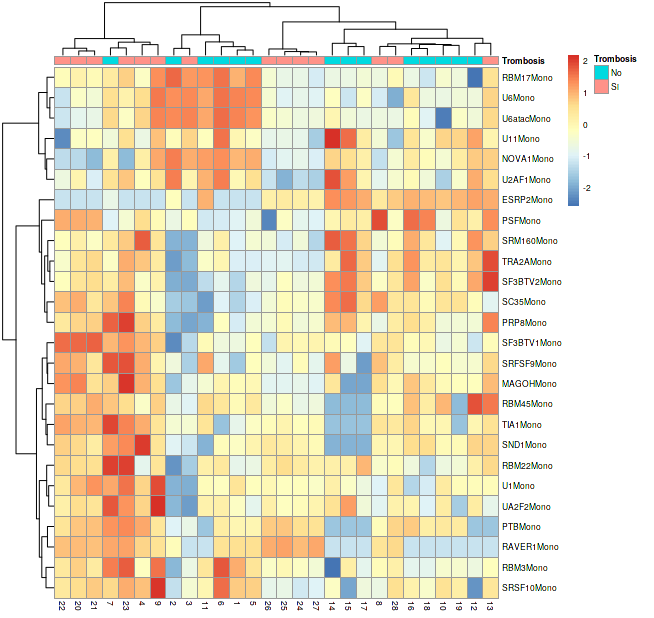 Trombosis
RBM17Mono
U6Mono
U6atacMono
U11Mono
NOVA1Mono
U2AF1Mono
ESRP2Mono
PSFMono
SRM160Mono
TRA2AMono
SF3BTV2Mono
SC35Mono
PRP8Mono
SF3BTV1Mono
SRFSF9Mono
MAGOHMono
RBM45Mono
TIA1Mono
SND1Mono
RBM22Mono
U1Mono
UA2F2Mono
PTBMono
RAVER1Mono
RBM3Mono
SRSF10Mono
22 20 21 7 23 4 9 2 3 11 6 1 5 26 25 24 27 14 15 17 8 28 16 18 10 19 12 13
2
1
0
-1
-2
Trombosis
No
SI